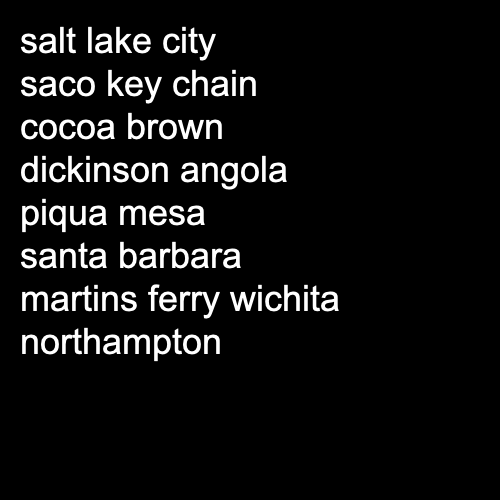 salt lake city
saco key chain
cocoa brown
dickinson angola
piqua mesa
santa barbara
martins ferry wichita
northampton